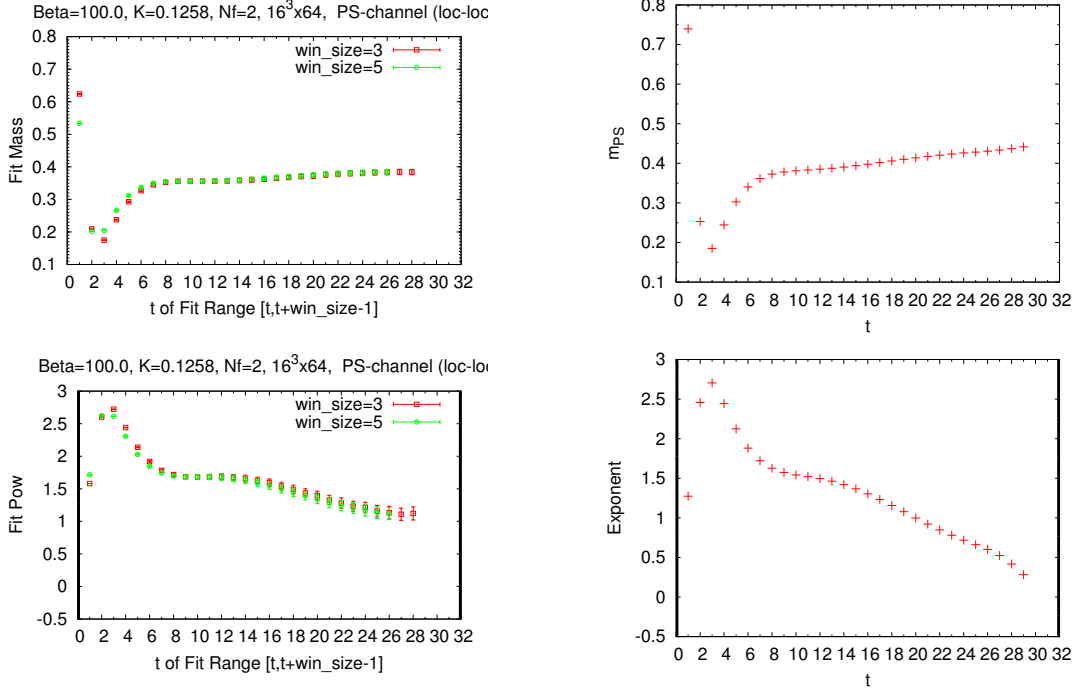 Beta=100.0, K=0.1258, Nf=2, 16^3x64, PS-channel (loc-loc
win_size=3
win_size=5
Fit Mass
0.8
0.7
0.6
0.5
0.4
0.3
0.2
0.1
0 2 4 6 8 10 12 14 16 18 20 22 24 26 28 30 32
t of Fit Range [t,t+win_size-1]
m_PS
0.8
0.7
0.6
0.5
0.4
0.3
0.2
0.1
0 2 4 6 8 10 12 14 16 18 20 22 24 26 28 30 32
t
Beta=100.0, K=0.1258, Nf=2, 16^3x64, PS-channel (loc-loc
win_size=3
win_size=5
Fit Pow
3
2.5
2
1.5
1
0.5
0
-0.5
0 2 4 6 8 10 12 14 16 18 20 22 24 26 28 30 32
t of Fit Range [t,t+win_size-1]
Exponent
3
2.5
2
1.5
1
0.5
0
-0.5
0 2 4 6 8 10 12 14 16 18 20 22 24 26 28 30 32
t